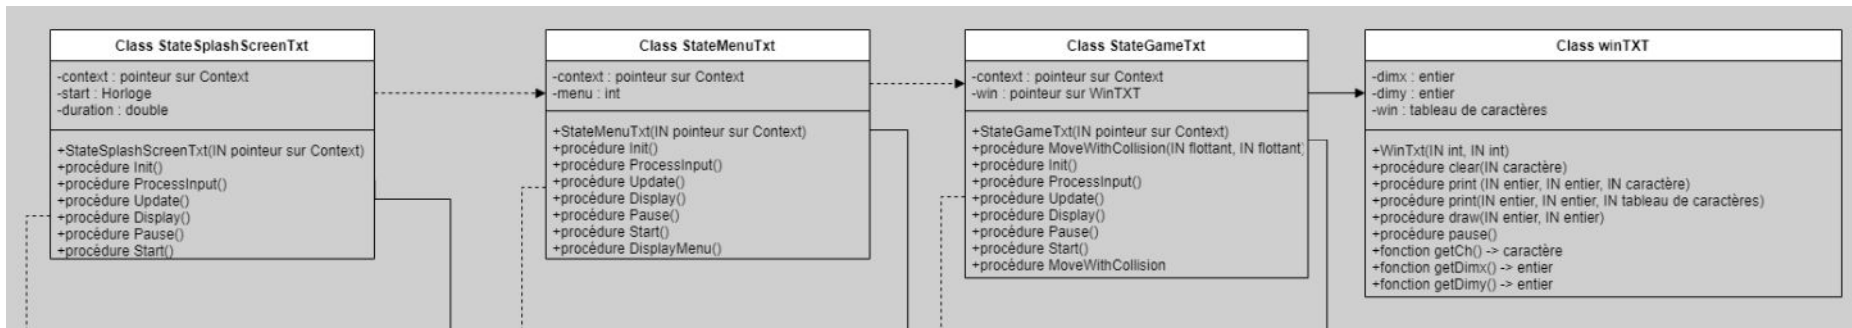 Class StateSplashScreenTxt
-context : pointeur sur Context
-start : Horloge
-duration : double
+StateSplashScreenTxt(IN pointeur sur Context)
+procédure Init()
+procédure ProcessInput()
+procédure Update()
+procédure Display()
+procédure Pause()
+procédure Start()
Class StateMenuTxt
-context : pointeur sur Context
-menu : int
+StateMenuTxt(IN pointeur sur Context)
+procédure Init()
+procédure ProcessInput()
+procédure Update()
+procédure Display()
+procédure Pause()
+procédure Start()
+procédure DisplayMenu()
Class StateGameTxt
-context : pointeur sur Context
-win : pointeur sur WinTXT
+StateGameTxt(IN pointeur sur Context)
+procédure MoveWithCollision(IN flottant, IN flottant)
+procédure Init()
+procédure ProcessInput()
+procédure Update()
+procédure Display()
+procédure Pause()
+procédure Start()
+procédure MoveWithCollision
Class winTXT
-dimx : entier
-dimy : entier
-win : tableau de caractères
+WinTxt(IN int, IN int)
+procédure clear(IN caractère)
+procédure print (IN entier, IN entier, IN caractère)
+procédure print(IN entier, IN entier, IN tableau de caractères)
+procédure draw(IN entier, IN entier)
+procédure pause()
+fonction getCh() -> caractère
+fonction getDimx() -> entier
+fonction getDimy() -> entier